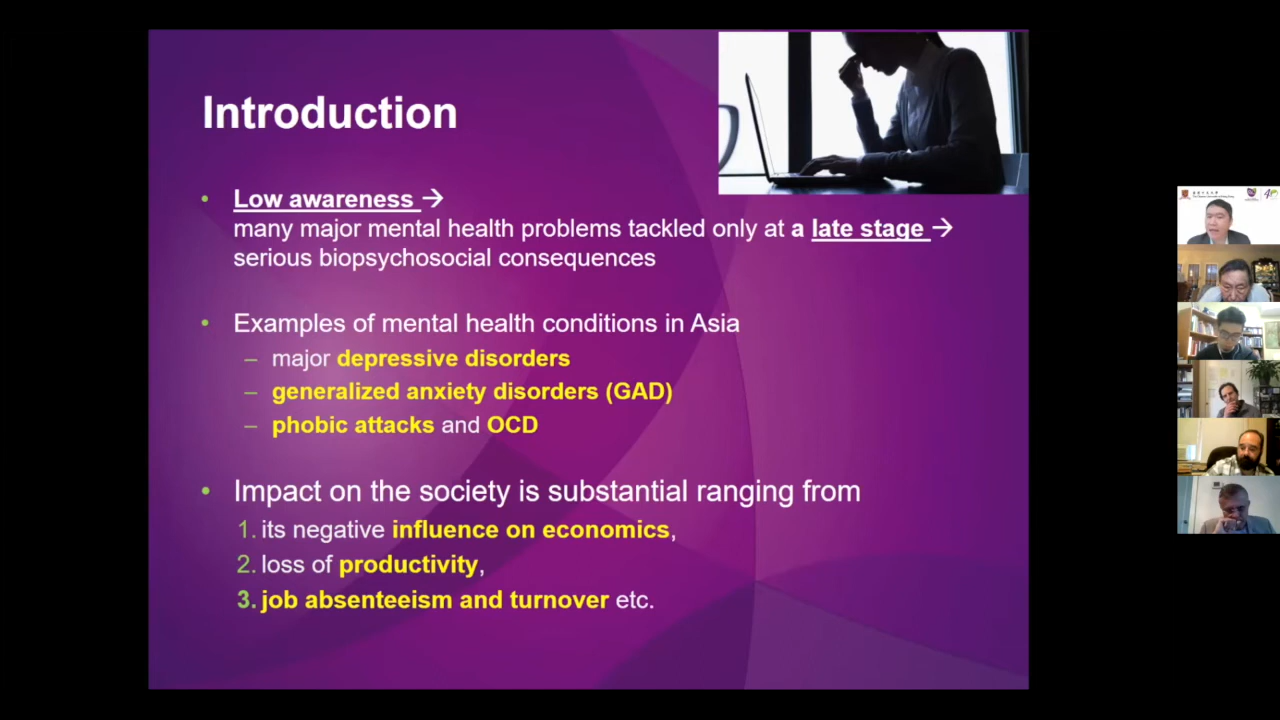 Introduction
• Low awareness →
many major mental health problems tackled only at a late stage →
serious biopsychosocial consequences
• Examples of mental health conditions in Asia
– major depressive disorders
– generalized anxiety disorders (GAD)
– phobic attacks and OCD
• Impact on the society is substantial ranging from
1. its negative influence on economics,
2. loss of productivity,
3. job absenteeism and turnover etc.